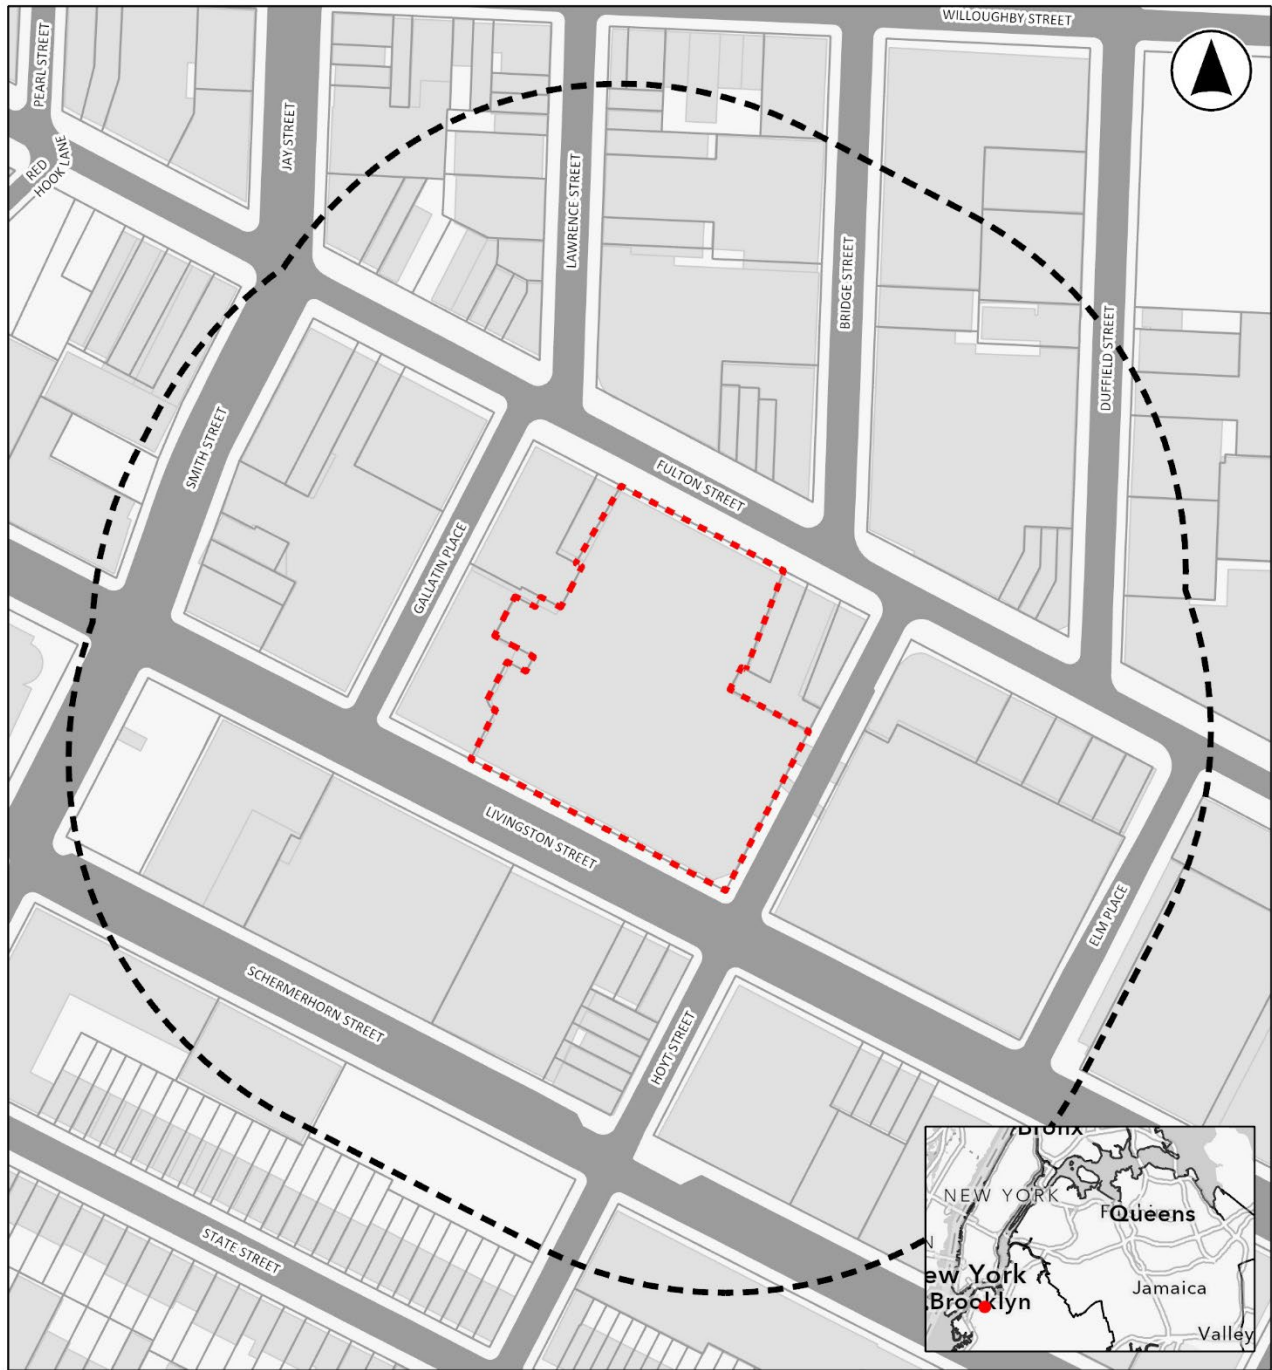 WILLOUGHBY STREET
PEARL STREET
JAY STREET
RED
HOOK LANE
LAWRENCE STREET
BRIDGE STREET
DUFFIELD STREET
SMITH STREET
FULTON STREET
GALLATIN PLACE
LIVINGSTON STREET
ELM PLACE
SCHERMERHORN STREET
HOYT STREET
STATE STREET
Bronx
NEW YORK
Queens
ew York
Brooklyn
Jamaica
Valley